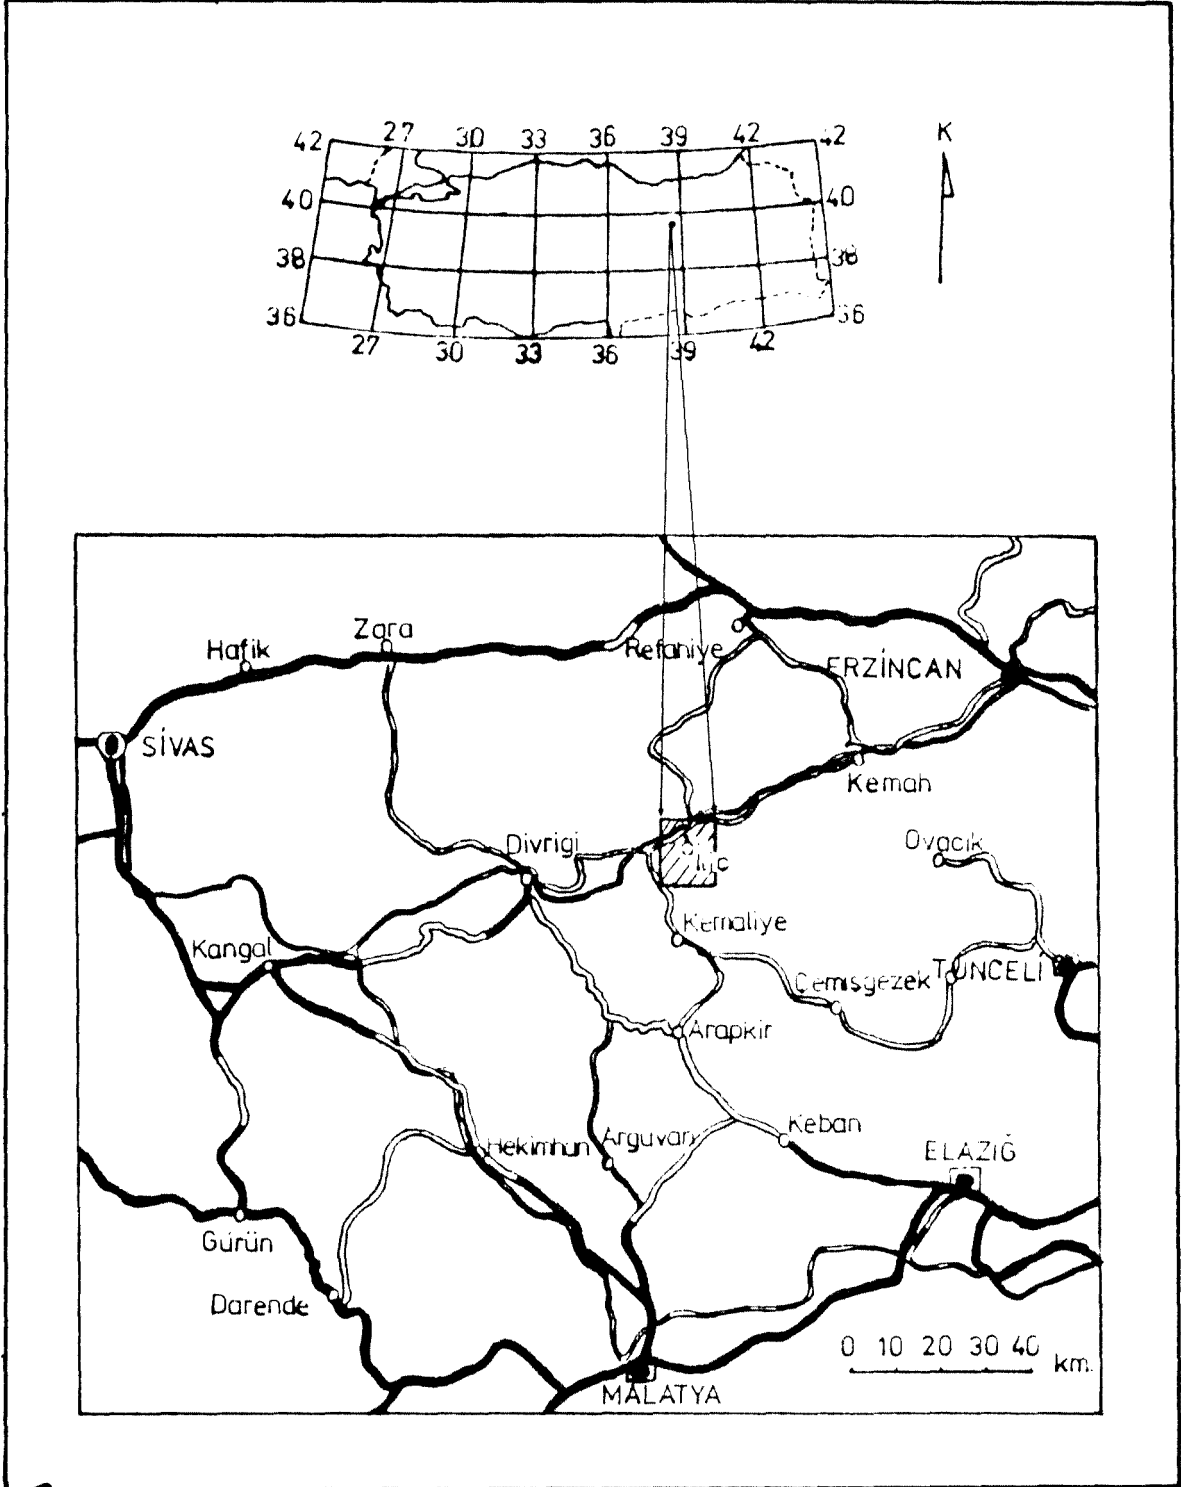 42 27 30 33 36 39 42 42
K
40 40
38 38
36 36
27 30 33 36 39 42
Zara
Hafik
Refahiye
ERZİNCAN
SİVAS
Kemah
Divrigi
Ovacık
Kemaliye
Kangal
TUNCELİ
Çemişgezek
Arapkir
Keban
Arguvan
Hekimhan
ELAZIĞ
Gürün
Darende
0 10 20 30 40
km.
MALATYA